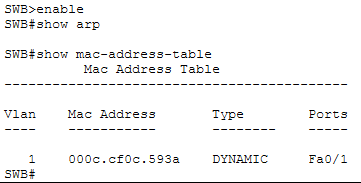 SWB>enable
SWB#show arp
SWB#show mac-address-table
Mac Address Table
-------------------------------------------
Vlan    Mac Address       Type        Ports
----    -----------       --------    -----
1    000c.cf0c.593a    DYNAMIC     Fa0/1
SWB#